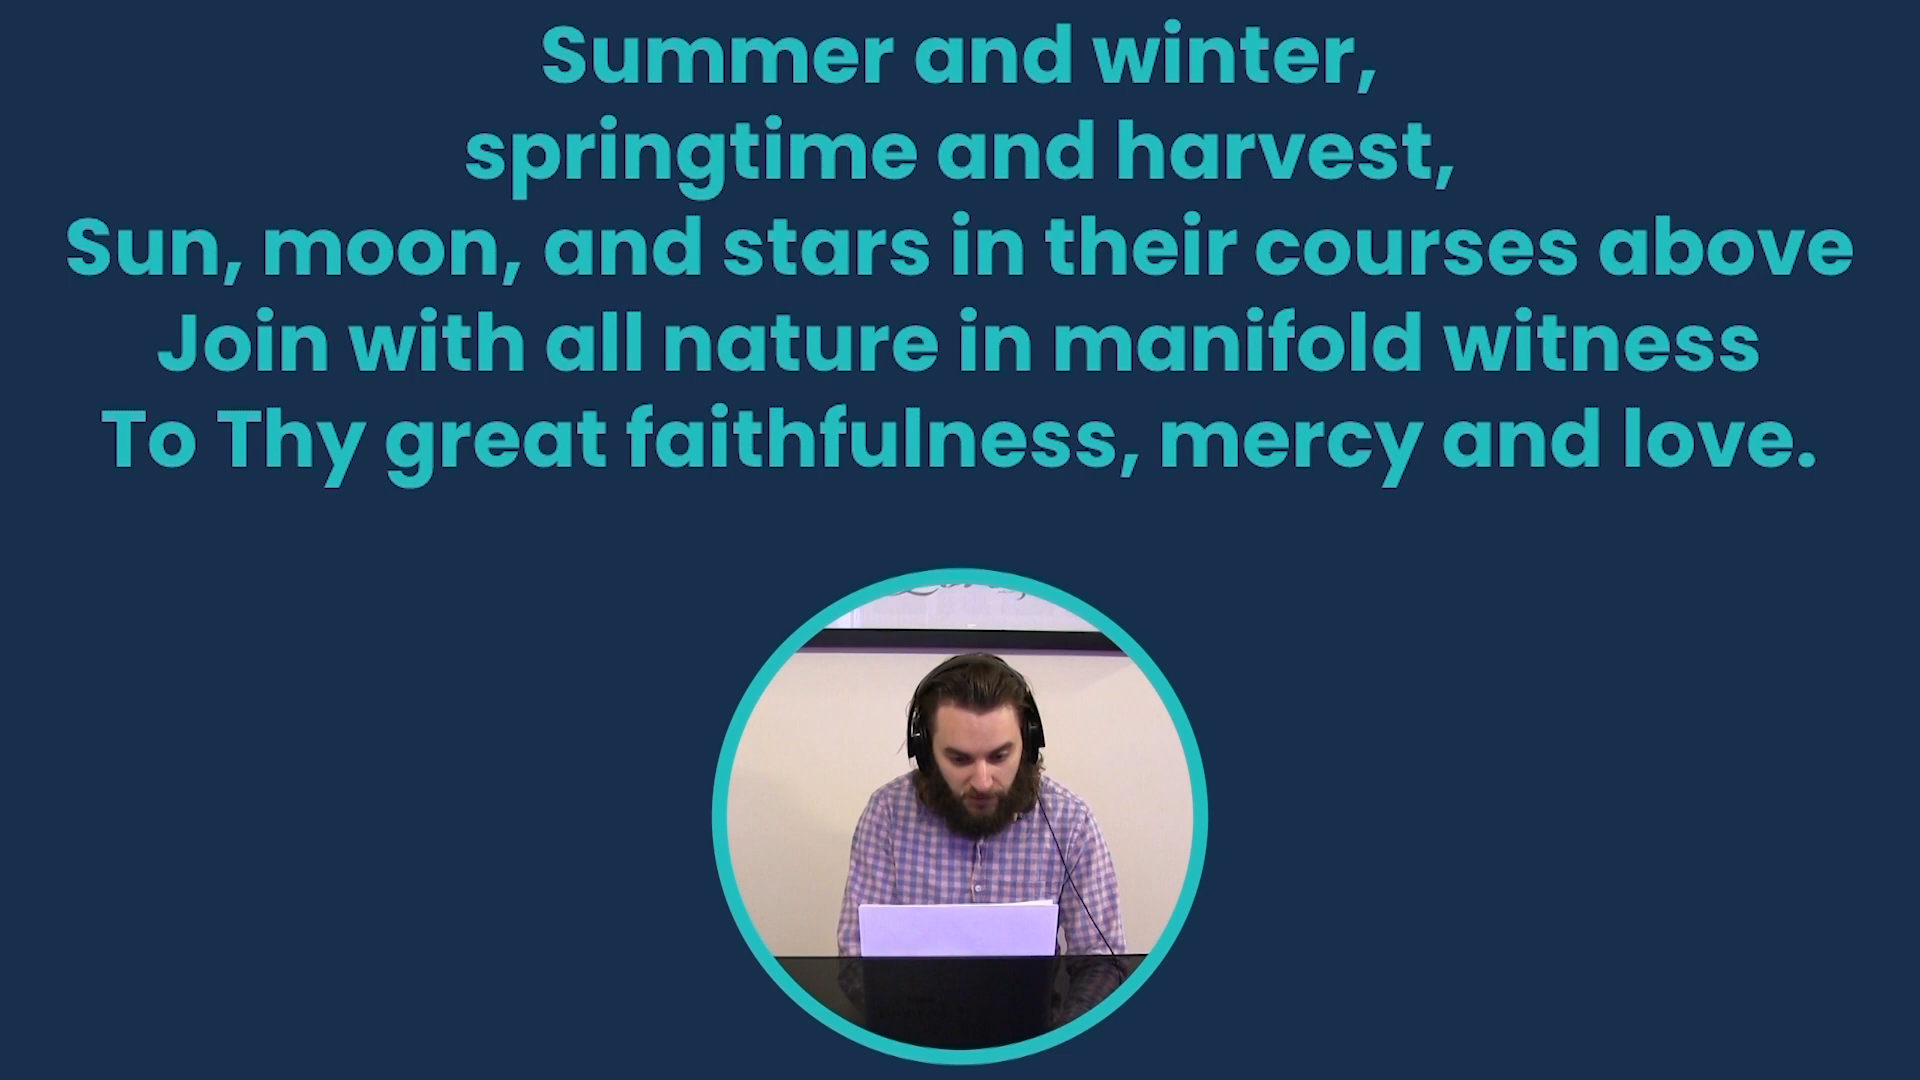 Summer and winter,
springtime and harvest,
Sun, moon, and stars in their courses above
Join with all nature in manifold witness
To Thy great faithfulness, mercy and love.